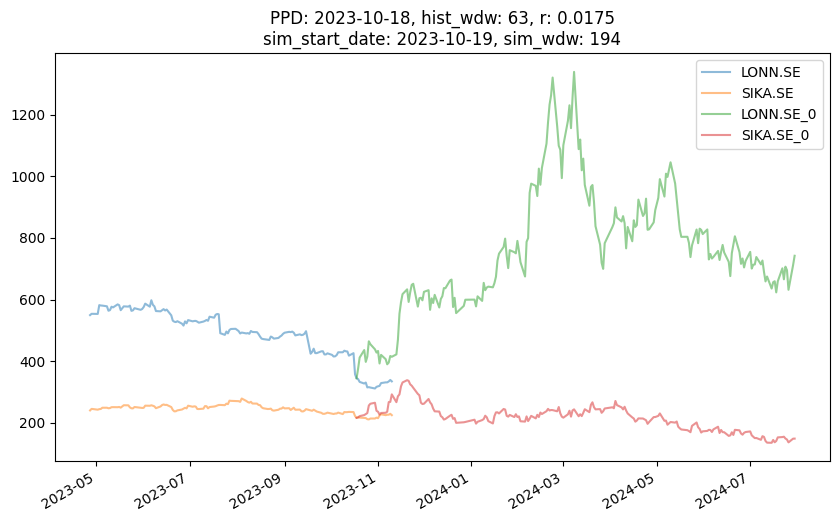 PPD: 2023-10-18, hist_wdw: 63, r: 0.0175
sim_start_date: 2023-10-19, sim_wdw: 194
LONN.SE
SIKA.SE
LONN.SE_0
SIKA.SE_0
1200
1000
800
600
400
200
2023-05
2023-07
2023-09
2023-11
2024-01
2024-03
2024-05
2024-07